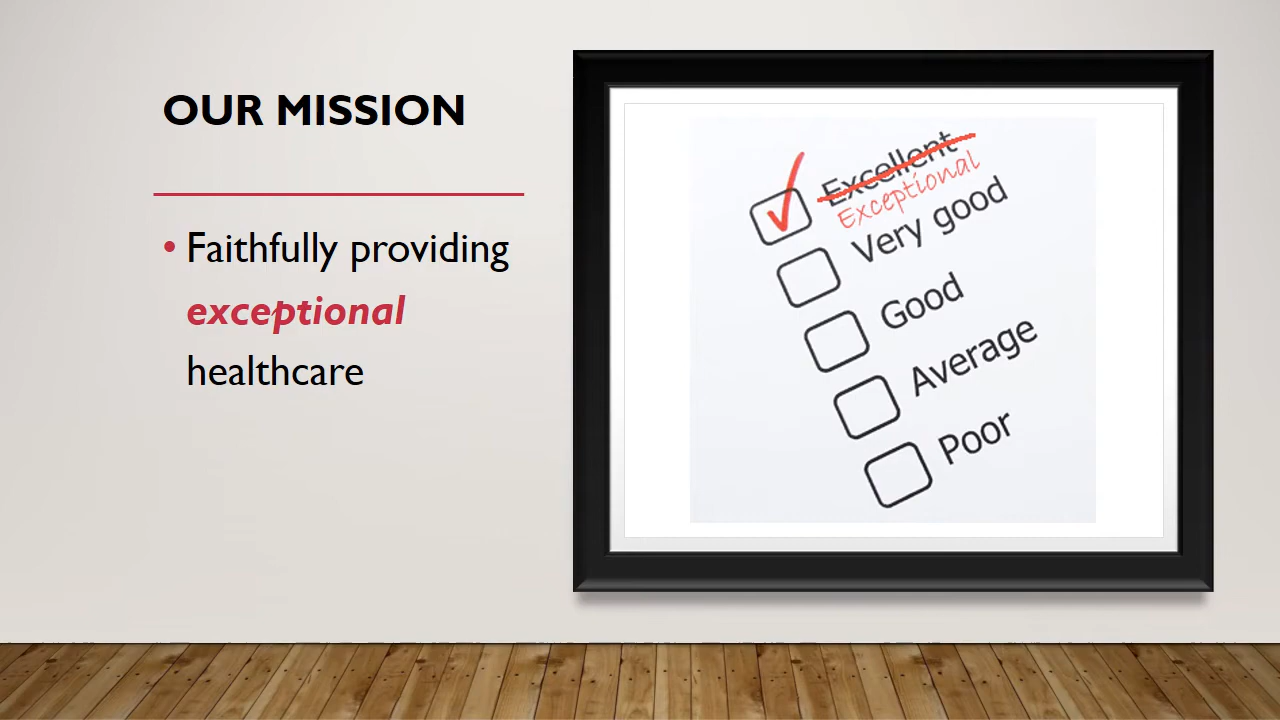 OUR MISSION
• Faithfully providing
exceptional
healthcare
Excellent
Exceptional
Very good
Good
Average
Poor